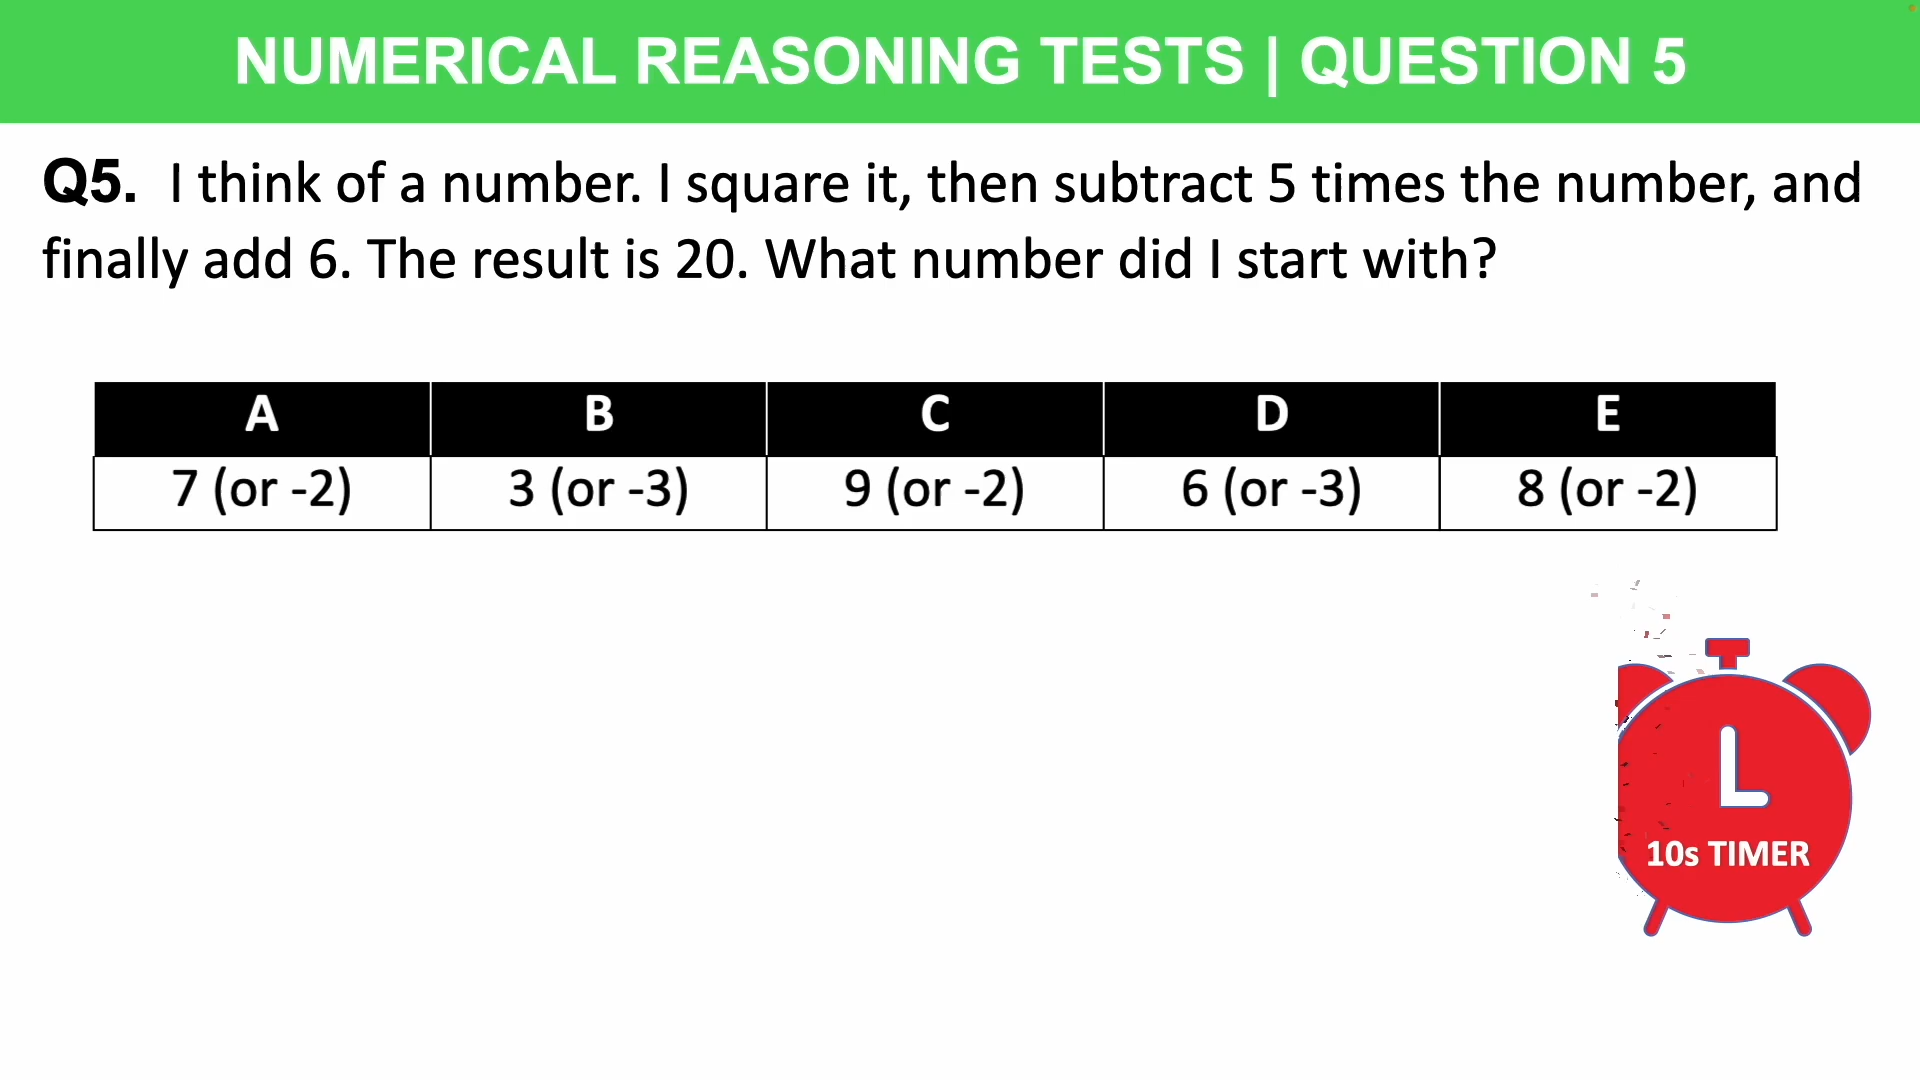 NUMERICAL REASONING TESTS | QUESTION 5
Q5. I think of a number. I square it, then subtract 5 times the number, and
finally add 6. The result is 20. What number did I start with?
A B C D E
7 (or -2) 3 (or -3) 9 (or -2) 6 (or -3) 8 (or -2)
10s TIMER